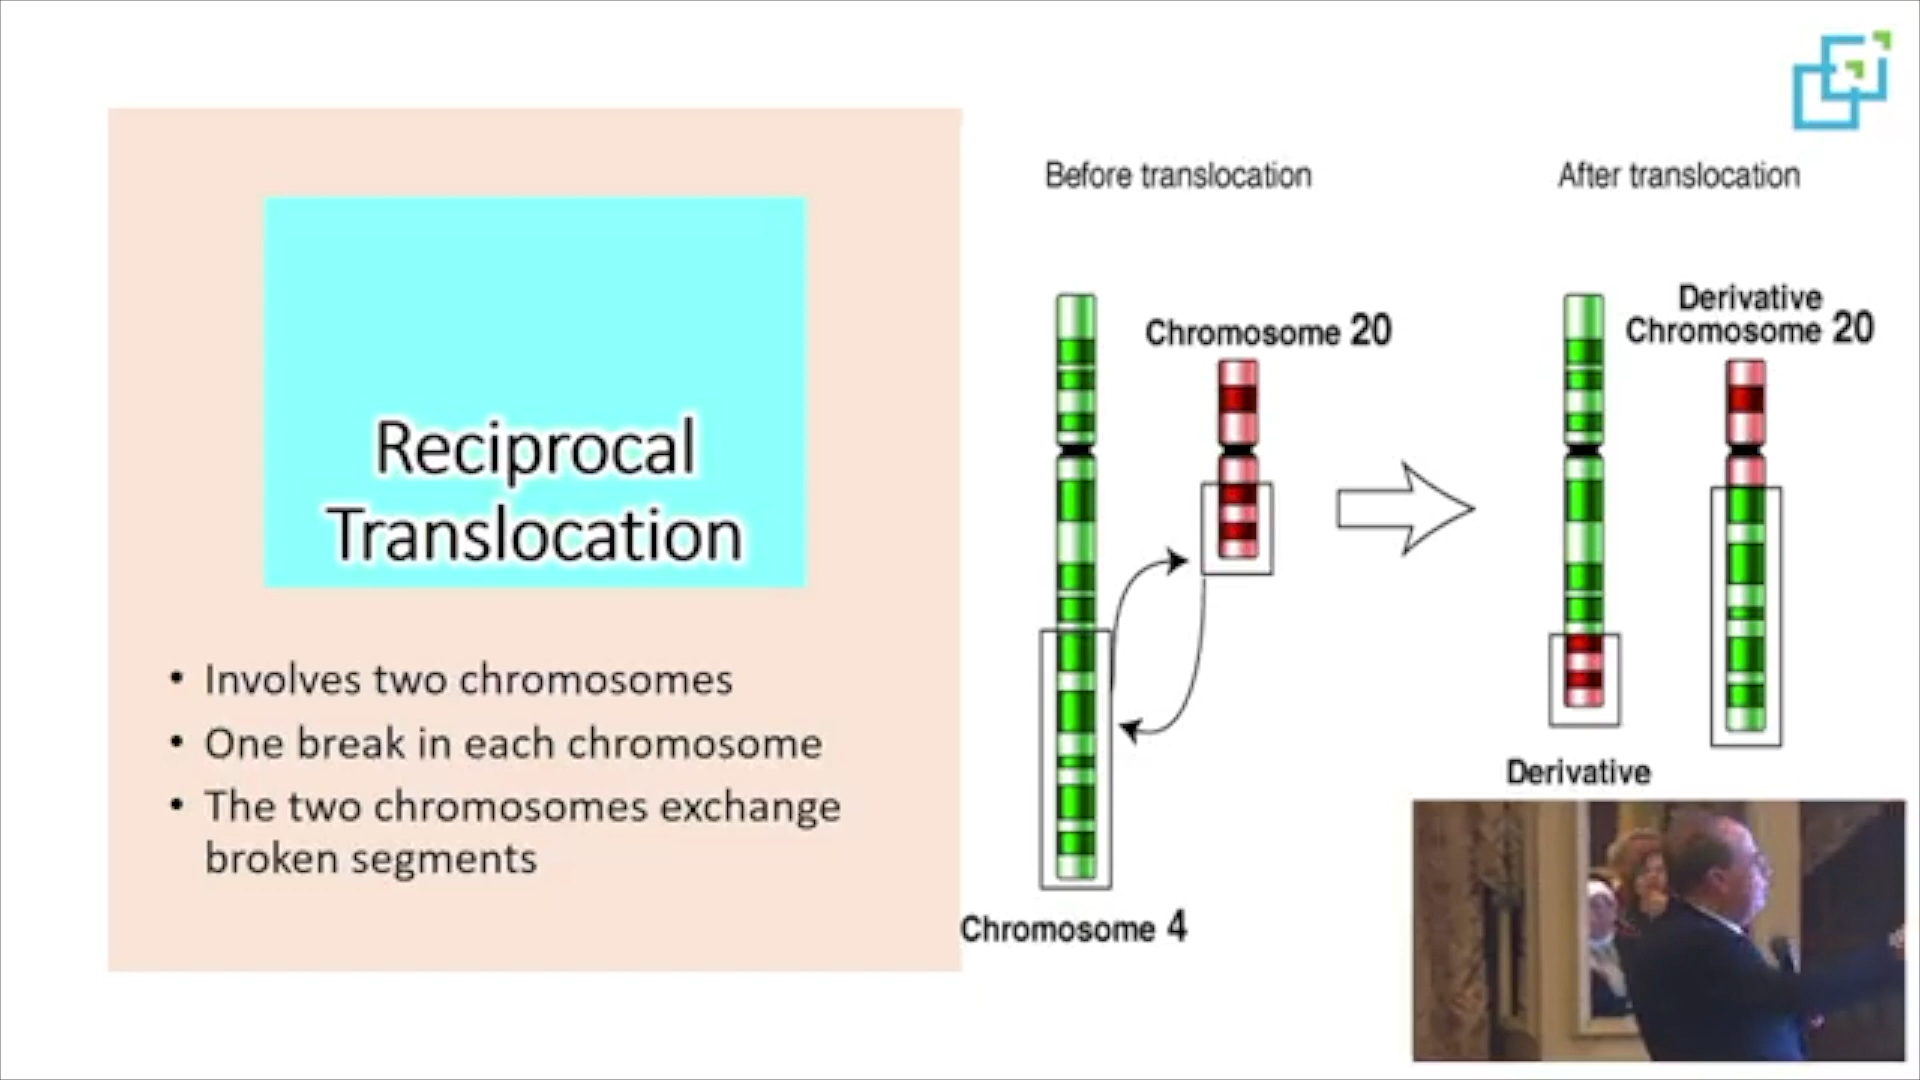 Reciprocal
Translocation
• Involves two chromosomes
• One break in each chromosome
• The two chromosomes exchange
broken segments
Before translocation
After translocation
Chromosome 20
Derivative
Chromosome 20
Derivative
Chromosome 4